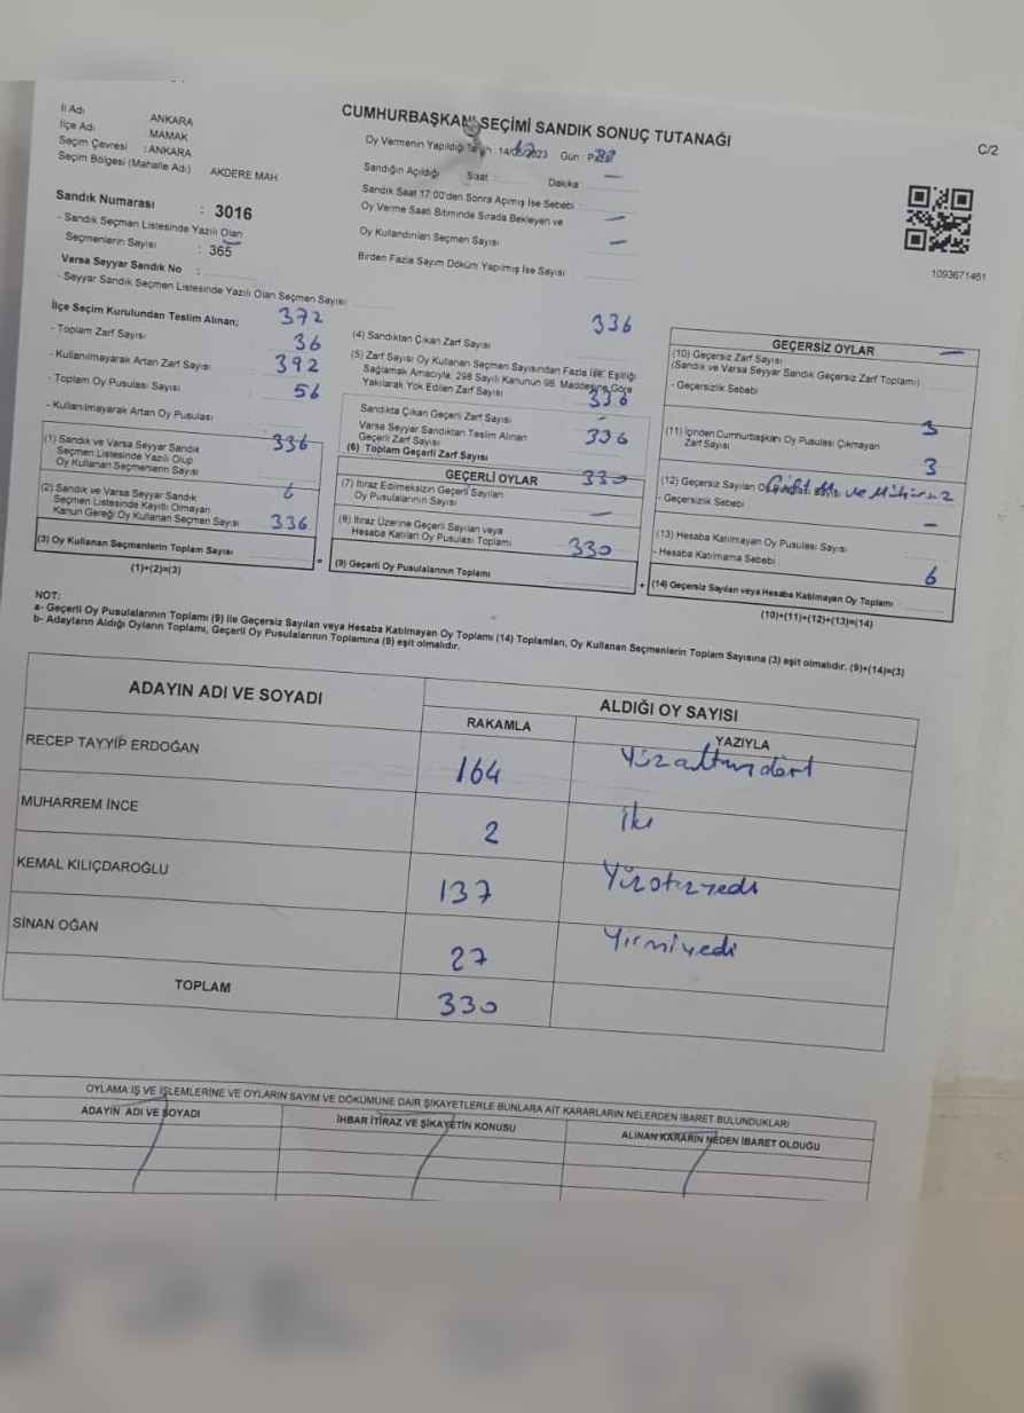 CUMHURBAŞKANI SEÇİMİ SANDIK SONUÇ TUTANAĞI
C/2
İl Adı ANKARA
İlçe Adı MAMAK
Seçim Çevresi : ANKARA
Seçim Bölgesi (Mahalle Adı) AKDERE MAH
Sandık Numarası : 3016
- Sandık Seçmen Listesinde Yazılı Olan
Seçmenlerin Sayısı : 365
Varsa Seyyar Sandık No :
- Seyyar Sandık Seçmen Listesinde Yazılı Olan Seçmen Sayısı
Oy Vermenin Yapıldığı 2023 Gün :
Sandığın Açıldığı Saat : Dakika
Sandık Saat 17:00'den Sonra Açılmış İse Sebebi
Oy Verme Saati Bitiminde Sırada Bekleyen ve
Oy Kullandırılan Seçmen Sayısı
Birden Fazla Sayım Döküm Yapılmış İse Sayısı
1093671461
İlçe Seçim Kurulundan Teslim Alınan;
- Toplam Zarf Sayısı 372
- Kullanılmayarak Artan Zarf Sayısı 36
- Toplam Oy Pusulası Sayısı 392
- Kullanılmayarak Artan Oy Pusulası 56
(1) Sandık ve Varsa Seyyar Sandık
Seçmen Listesinde Yazılı Olup
Oy Kullanan Seçmenlerin Sayısı 336
(2) Sandık ve Varsa Seyyar Sandık
Seçmen Listesinde Kayıtlı Olmayan
Kanun Gereği Oy Kullanan Seçmen Sayısı
(3) Oy Kullanan Seçmenlerin Toplam Sayısı 336
(1)+(2)=(3)
(4) Sandıktan Çıkan Zarf Sayısı 336
(5) Zarf Sayısı Oy Kullanan Seçmen Sayısından Fazla İse, Eşitliği
Sağlamak Amacıyla, 298 Sayılı Kanunun 98. Maddesine Göre
Yakılarak Yok Edilen Zarf Sayısı
Sandıkta Çıkan Geçerli Zarf Sayısı 336
Varsa Seyyar Sandıktan Teslim Alınan
Geçerli Zarf Sayısı
(6) Toplam Geçerli Zarf Sayısı 336
GEÇERLİ OYLAR
(7) İtiraz Edilmeksizin Geçerli Sayılan
Oy Pusulalarının Sayısı 330
(8) İtiraz Üzerine Geçerli Sayılan veya
Hesaba Katılan Oy Pusulası Toplamı —
(9) Geçerli Oy Pusulalarının Toplamı 330
GEÇERSİZ OYLAR
(10) Geçersiz Zarf Sayısı —
(Sandık ve Varsa Seyyar Sandık Geçersiz Zarf Toplamı)
- Geçersizlik Sebebi
(11) İçinden Cumhurbaşkanı Oy Pusulası Çıkmayan
Zarf Sayısı 3
(12) Geçersiz Sayılan 3
- Geçersizlik Sebebi ve Mühürsüz
(13) Hesaba Katılmayan Oy Pusulası Sayısı —
- Hesaba Katılmama Sebebi
(14) Geçersiz Sayılan veya Hesaba Katılmayan Oy Toplamı 6
(10)+(11)+(12)+(13)=(14)
NOT:
a- Geçerli Oy Pusulalarının Toplamı (9) ile Geçersiz Sayılan veya Hesaba Katılmayan Oy Toplamı (14) Toplamları, Oy Kullanan Seçmenlerin Toplam Sayısına (3) eşit olmalıdır. (9)+(14)=(3)
b- Adayların Aldığı Oyların Toplamı, Geçerli Oy Pusulalarının Toplamına (9) eşit olmalıdır.
ADAYIN ADI VE SOYADI ALDIĞI OY SAYISI
RAKAMLA YAZIYLA
RECEP TAYYİP ERDOĞAN 164 Yüzaltmışdört
MUHARREM İNCE 2 iki
KEMAL KILIÇDAROĞLU 137 Yüzotuzyedi
SİNAN OĞAN 27 Yirmiyedi
TOPLAM 330
OYLAMA İŞ VE İŞLEMLERİNE VE OYLARIN SAYIM VE DÖKÜMÜNE DAİR ŞİKAYETLERLE BUNLARA AİT KARARLARIN NELERDEN İBARET BULUNDUKLARI
ADAYIN ADI VE SOYADI İHBAR İTİRAZ VE ŞİKAYETİN KONUSU ALINAN KARARIN NEDEN İBARET OLDUĞU